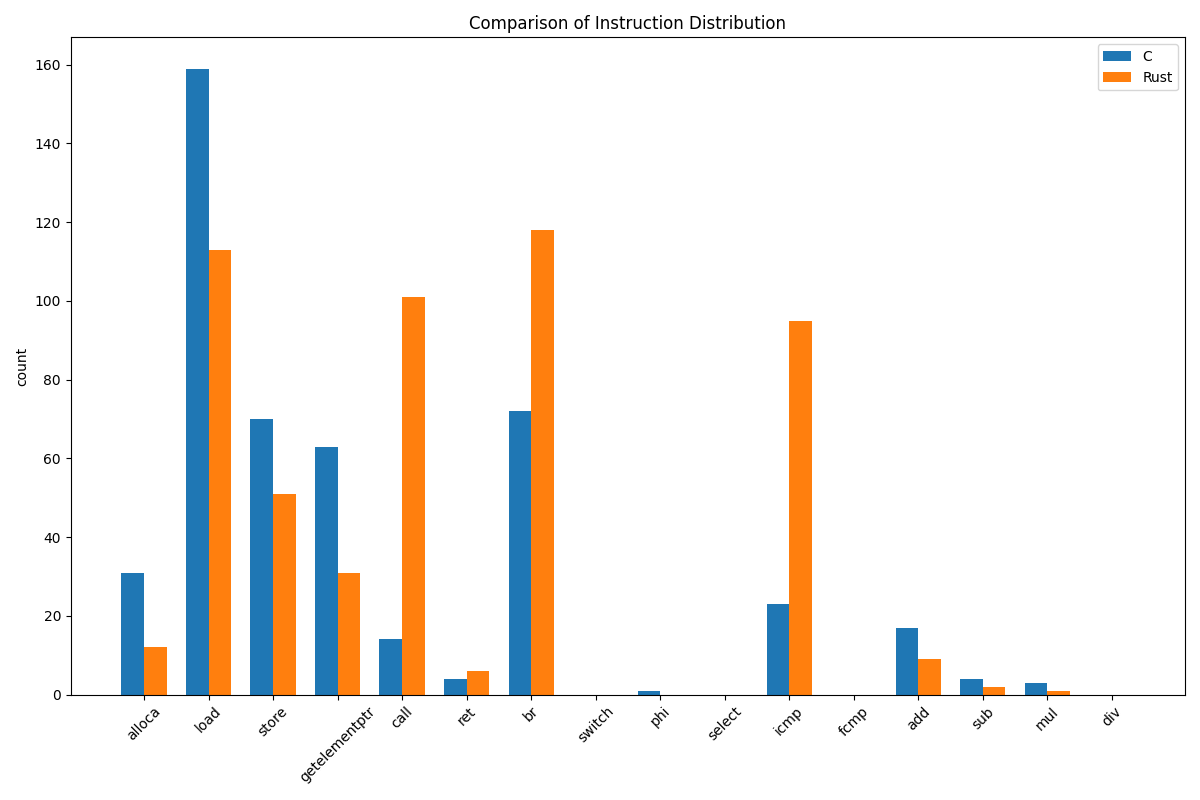 Comparison of Instruction Distribution
C
Rust
count
160
140
120
100
80
60
40
20
0
alloca
load
store
getelementptr
call
ret
br
switch
phi
select
icmp
fcmp
add
sub
mul
div